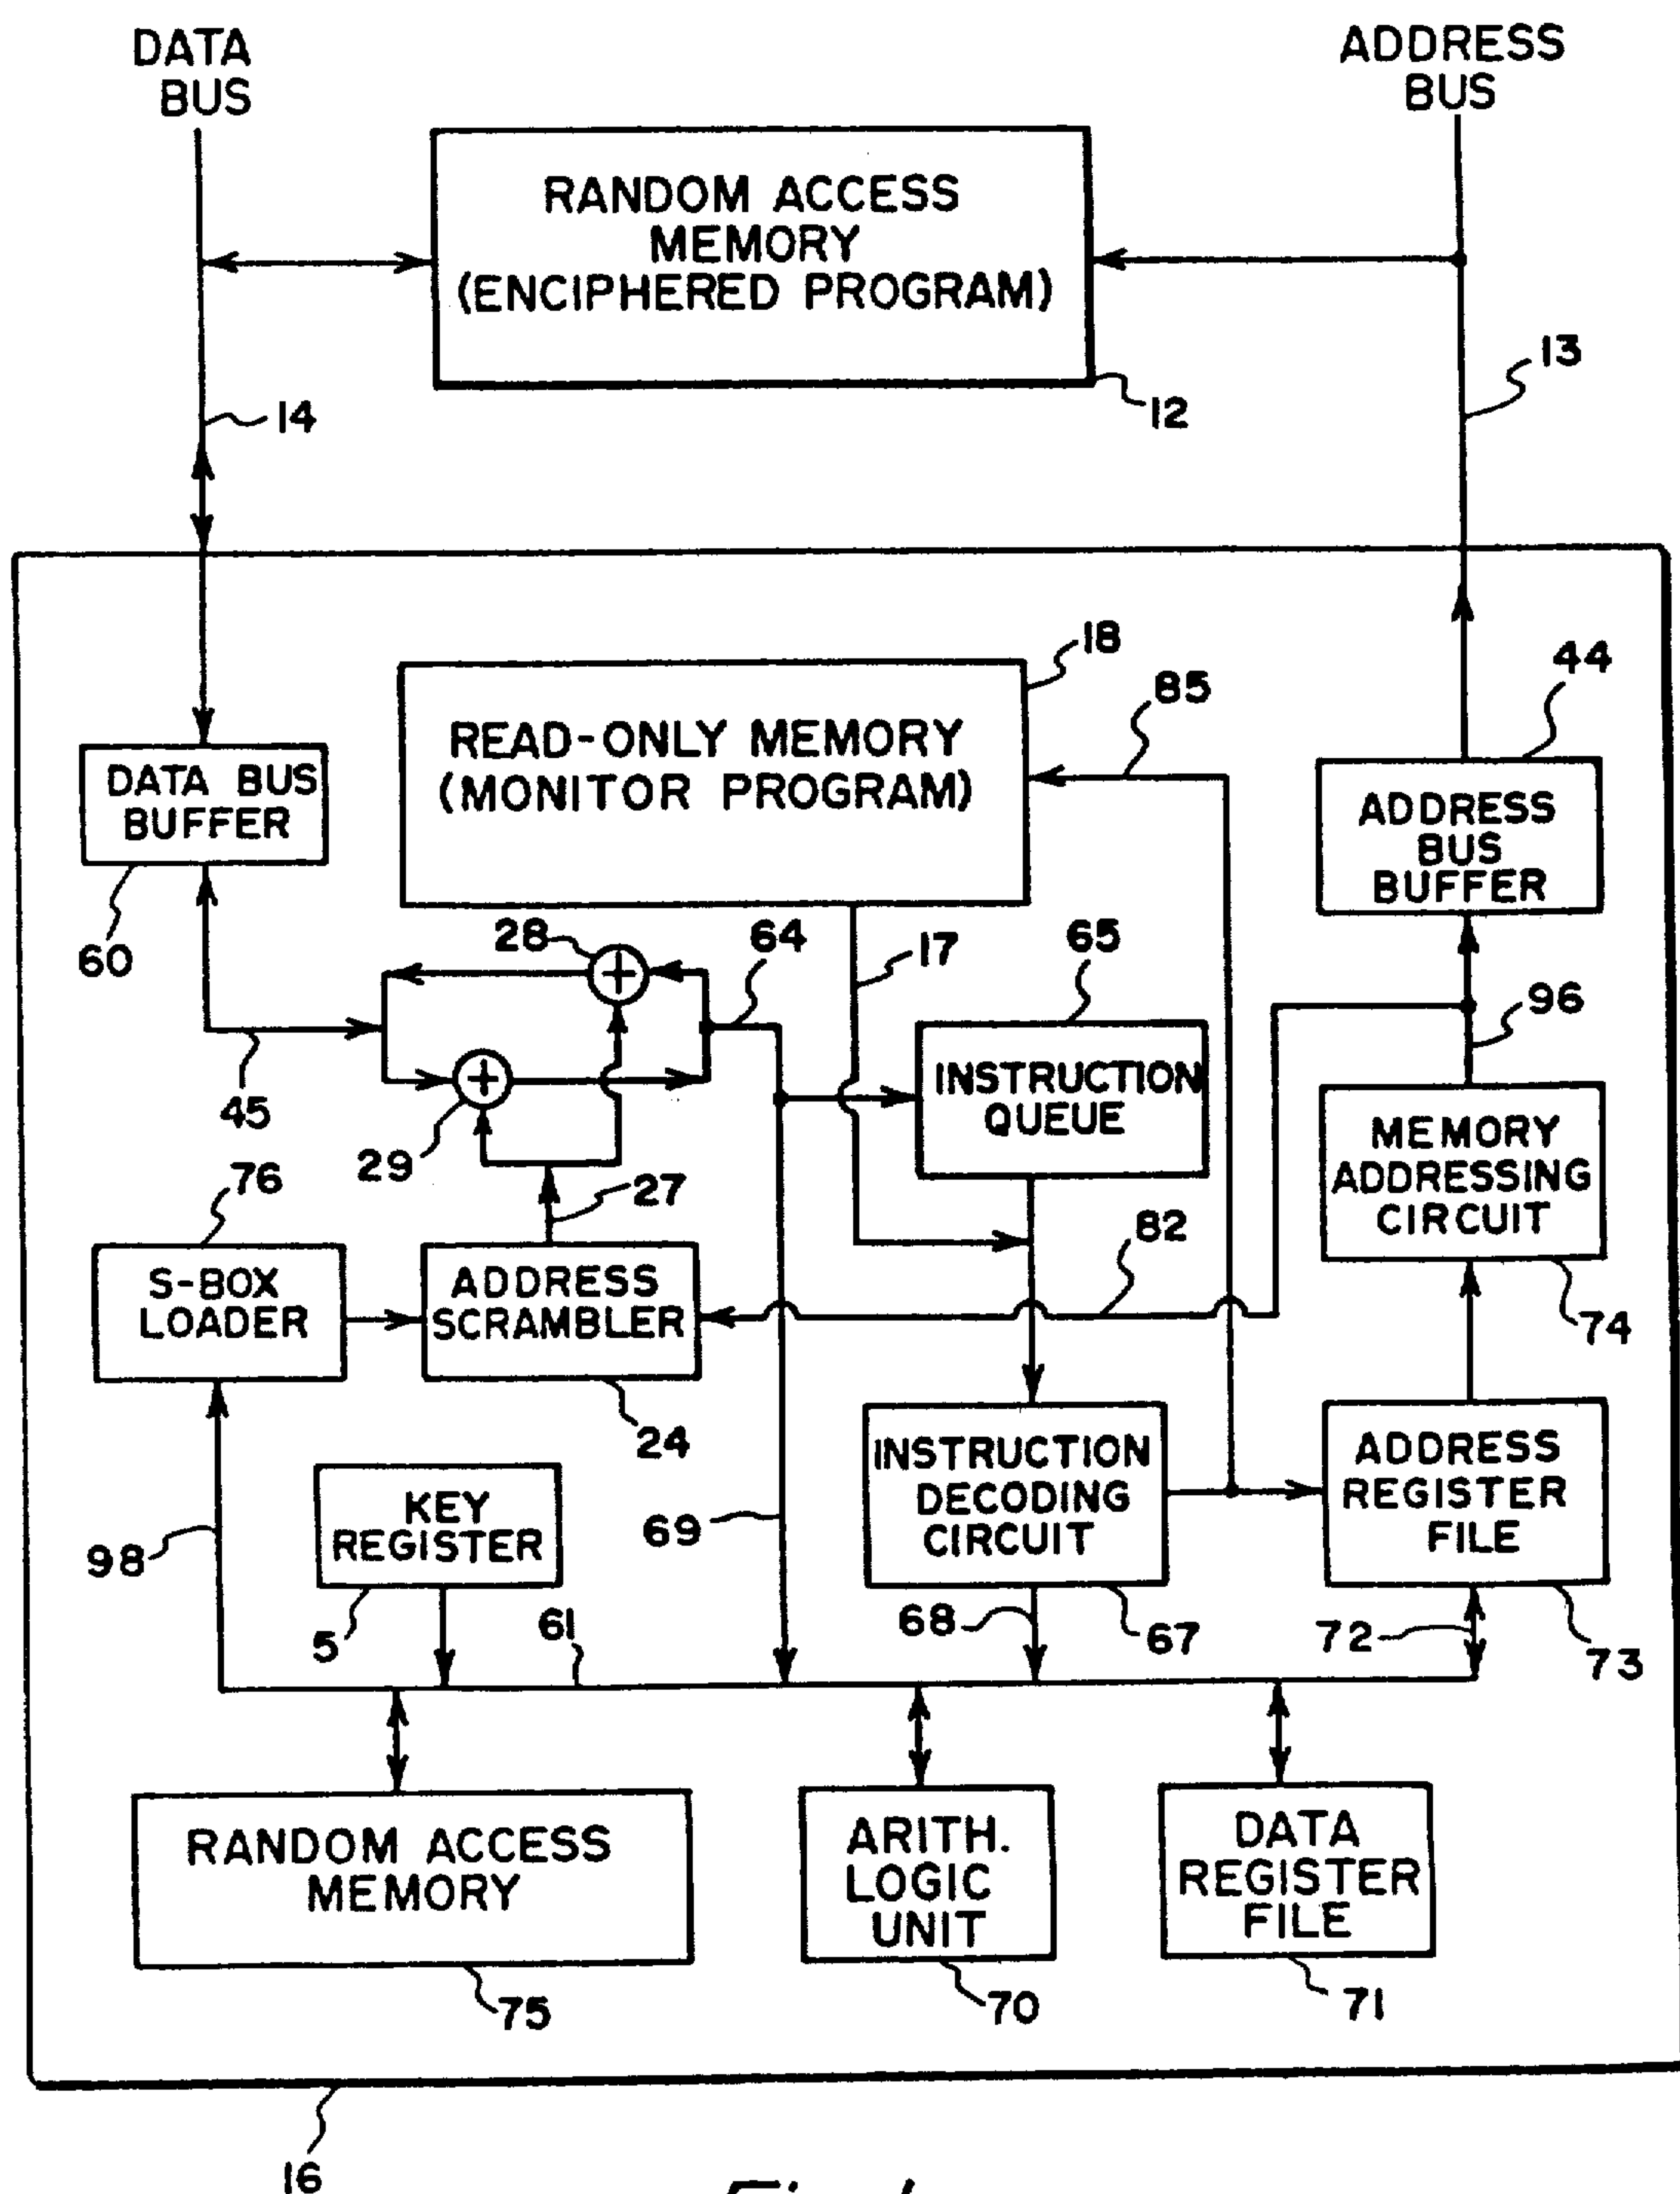 DATA
BUS
ADDRESS
BUS
RANDOM ACCESS
MEMORY
(ENCIPHERED PROGRAM)
12
13
14
READ-ONLY MEMORY
(MONITOR PROGRAM)
18
85
44
DATA BUS
BUFFER
60
ADDRESS
BUS
BUFFER
28
64
17
65
96
45
29
INSTRUCTION
QUEUE
MEMORY
ADDRESSING
CIRCUIT
74
76
27
82
S-BOX
LOADER
ADDRESS
SCRAMBLER
24
KEY
REGISTER
5
98
69
61
INSTRUCTION
DECODING
CIRCUIT
68
67
ADDRESS
REGISTER
FILE
72
73
RANDOM ACCESS
MEMORY
75
ARITH.
LOGIC
UNIT
70
DATA
REGISTER
FILE
71
16